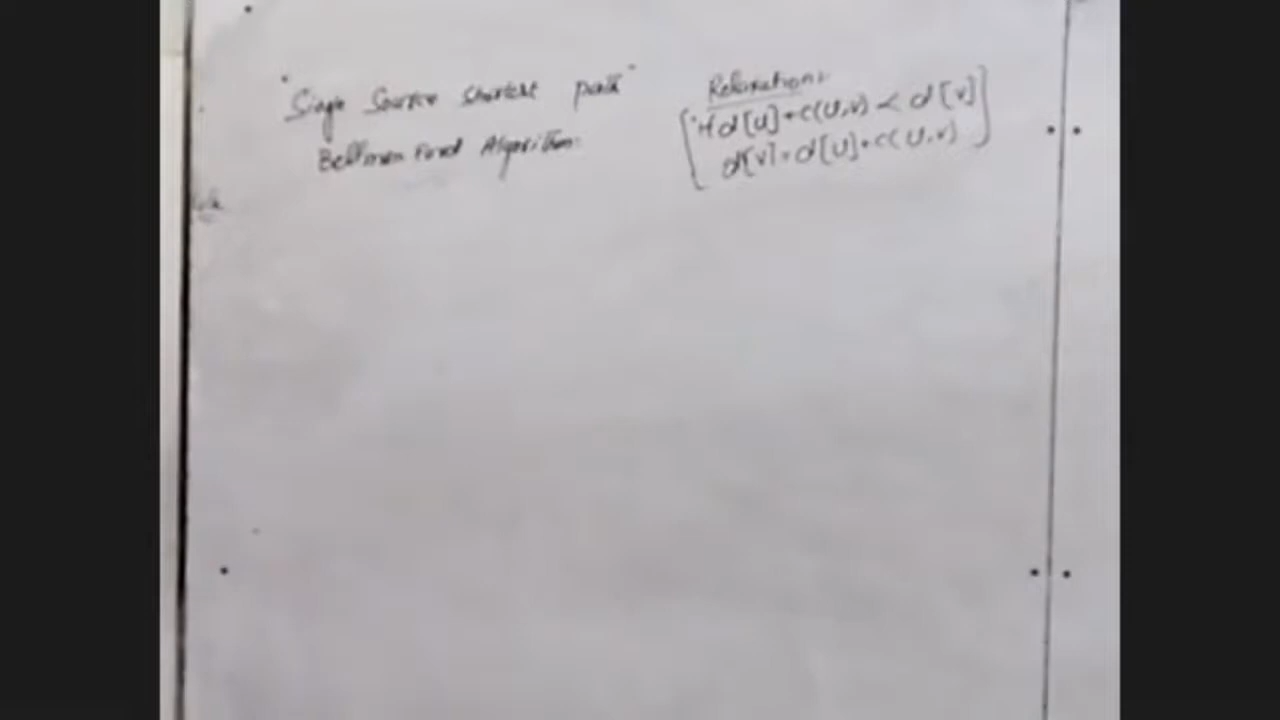 "Single Source Shortest path"
Bellman Ford Algorithm:
Relaxation:
if d[u]+c(u,v) < d[v]
d[v] = d[u]+c(u,v)